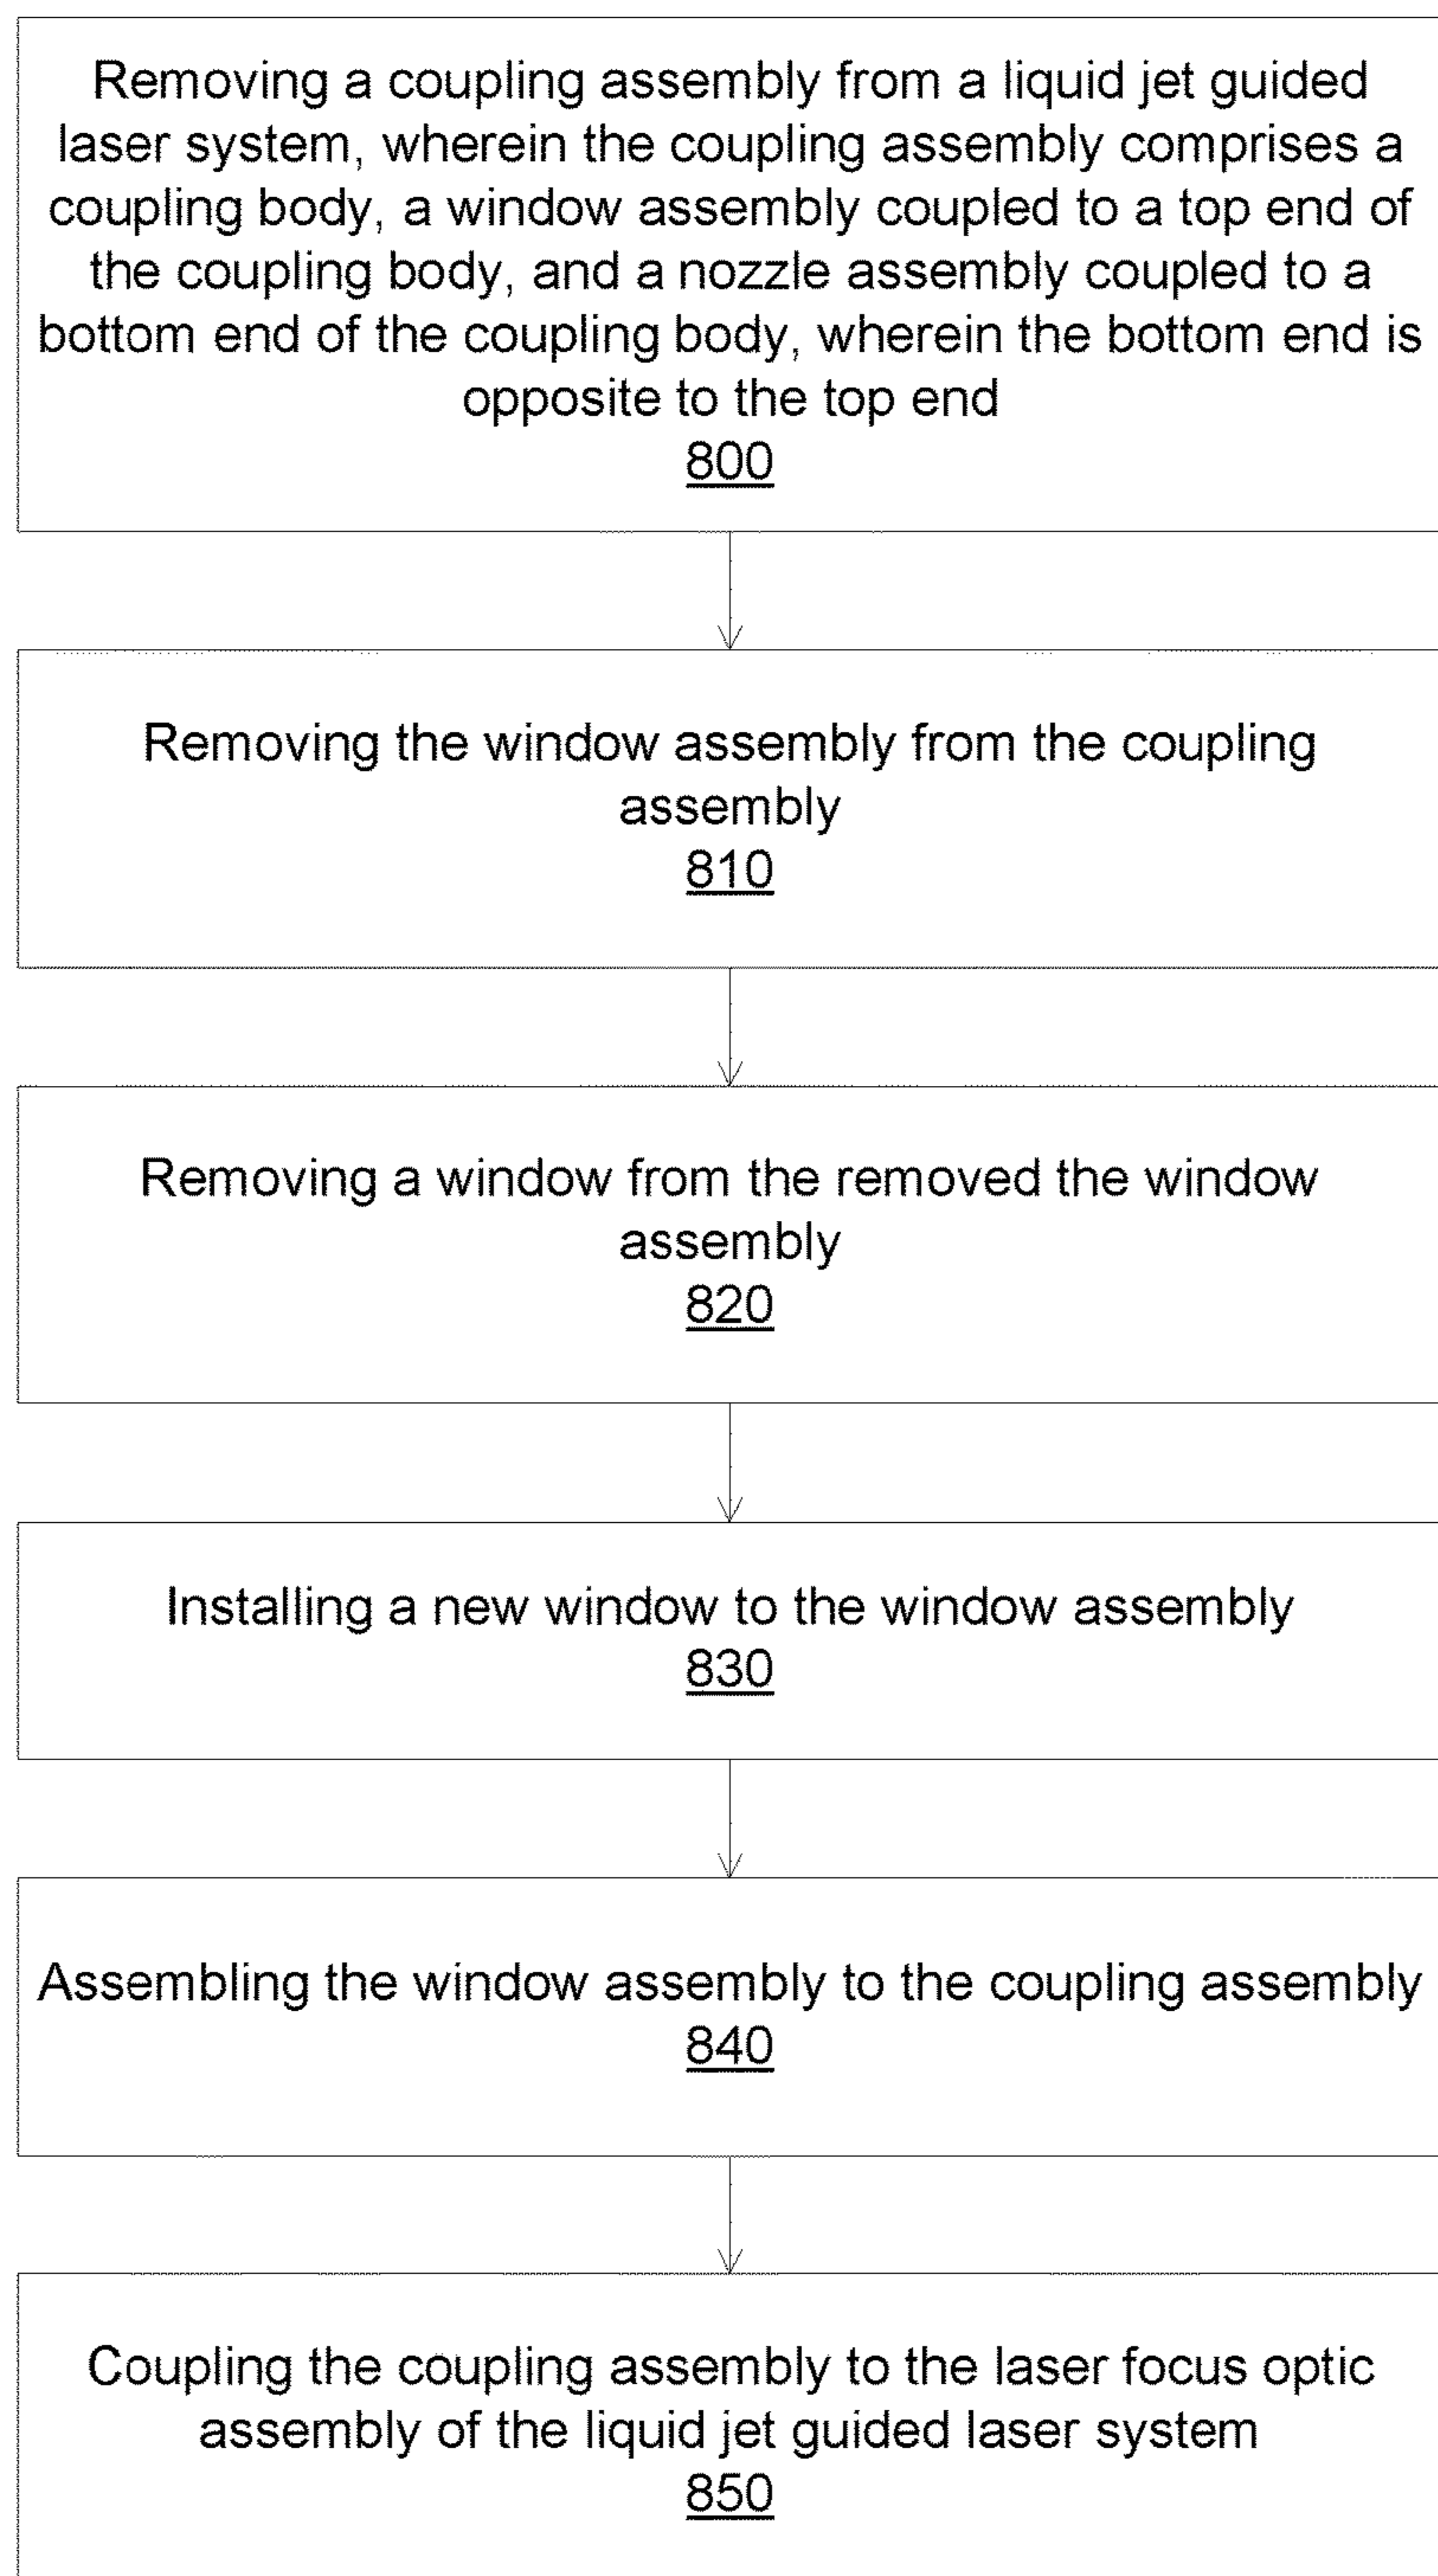 Removing a coupling assembly from a liquid jet guided
laser system, wherein the coupling assembly comprises a
coupling body, a window assembly coupled to a top end of
the coupling body, and a nozzle assembly coupled to a
bottom end of the coupling body, wherein the bottom end is
opposite to the top end
800
Removing the window assembly from the coupling
assembly
810
Removing a window from the removed the window
assembly
820
Installing a new window to the window assembly
830
Assembling the window assembly to the coupling assembly
840
Coupling the coupling assembly to the laser focus optic
assembly of the liquid jet guided laser system
850